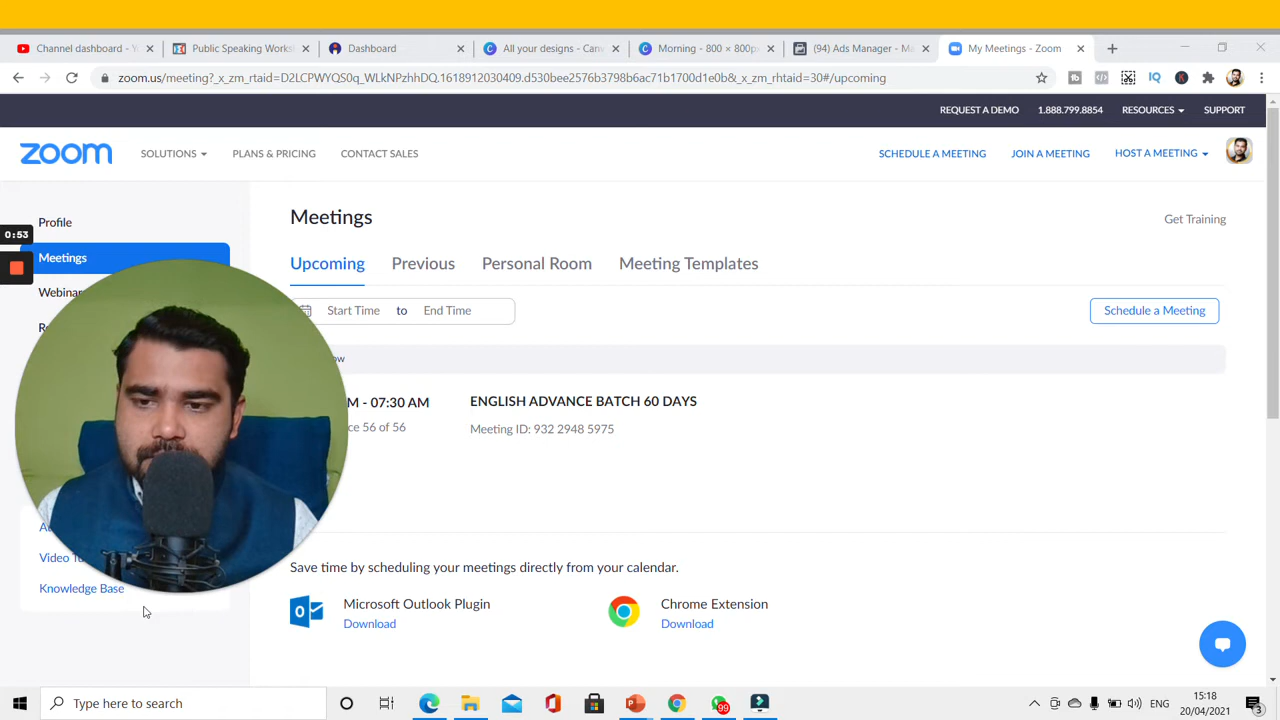 Channel dashboard - Y
Public Speaking Works
Dashboard
All your designs - Can
Morning - 800 × 800p
(94) Ads Manager - M
My Meetings - Zoom
zoom.us/meeting?_x_zm_rtaid=D2LCPWYQS0q_WLkNPzhhDQ.1618912030409.d530bee2576b3798b6ac71b1700d1e0b&_x_zm_rhtaid=30#/upcoming
REQUEST A DEMO 1.888.799.8854 RESOURCES SUPPORT
zoom SOLUTIONS PLANS & PRICING CONTACT SALES SCHEDULE A MEETING JOIN A MEETING HOST A MEETING
Profile
0:53
Meetings
Webinar
Meetings
Get Training
Upcoming Previous Personal Room Meeting Templates
Start Time to End Time
Schedule a Meeting
ow
M - 07:30 AM ENGLISH ADVANCE BATCH 60 DAYS
ce 56 of 56 Meeting ID: 932 2948 5975
Video Tu
Knowledge Base
Save time by scheduling your meetings directly from your calendar.
Microsoft Outlook Plugin
Download
Chrome Extension
Download
Type here to search
99
ENG
15:18
20/04/2021
3